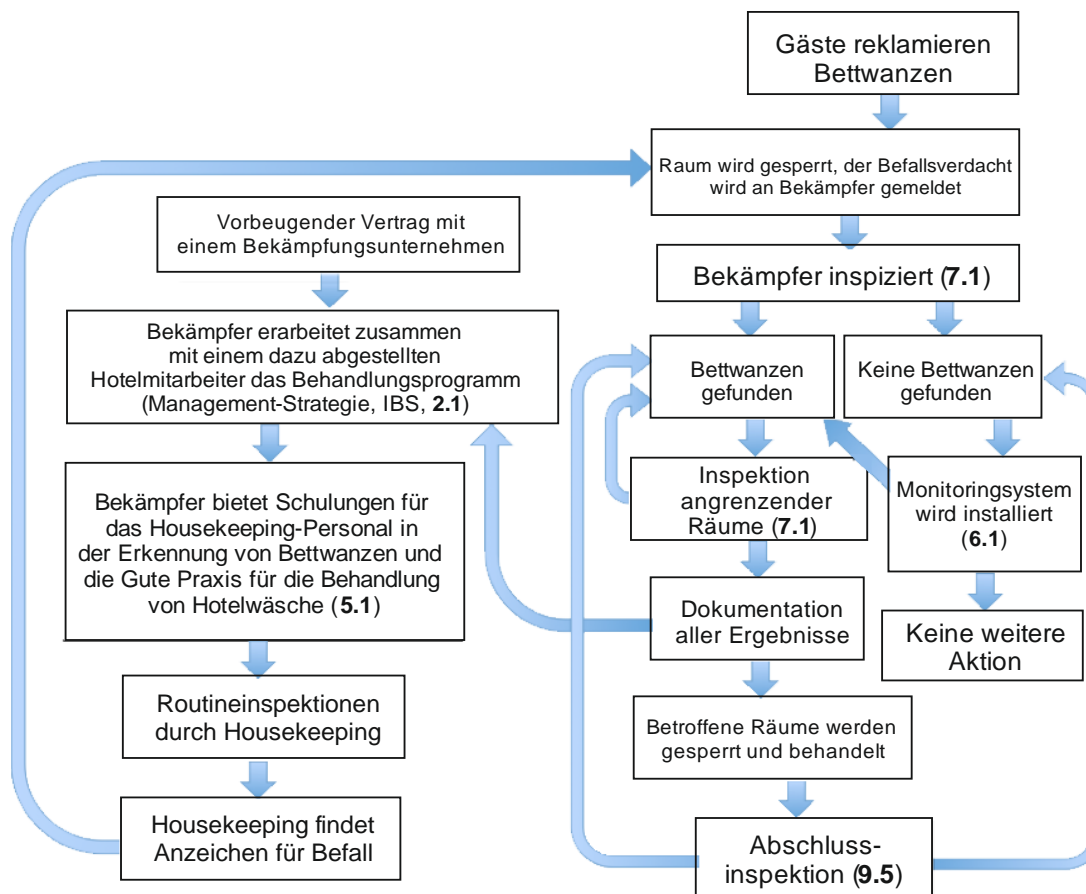 Gäste reklamieren
Bettwanzen
Raum wird gesperrt, der Befallsverdacht
wird an Bekämpfer gemeldet
Vorbeugender Vertrag mit
einem Bekämpfungsunternehmen
Bekämpfer inspiziert (7.1)
Bekämpfer erarbeitet zusammen
mit einem dazu abgestellten
Hotelmitarbeiter das Behandlungsprogramm
(Management-Strategie, IBS, 2.1)
Bettwanzen
gefunden
Keine Bettwanzen
gefunden
Bekämpfer bietet Schulungen für
das Housekeeping-Personal in
der Erkennung von Bettwanzen und
die Gute Praxis für die Behandlung
von Hotelwäsche (5.1)
Inspektion
angrenzender
Räume (7.1)
Monitoringsystem
wird installiert
(6.1)
Dokumentation
aller Ergebnisse
Keine weitere
Aktion
Routineinspektionen
durch Housekeeping
Betroffene Räume werden
gesperrt und behandelt
Housekeeping findet
Anzeichen für Befall
Abschluss-
inspektion (9.5)